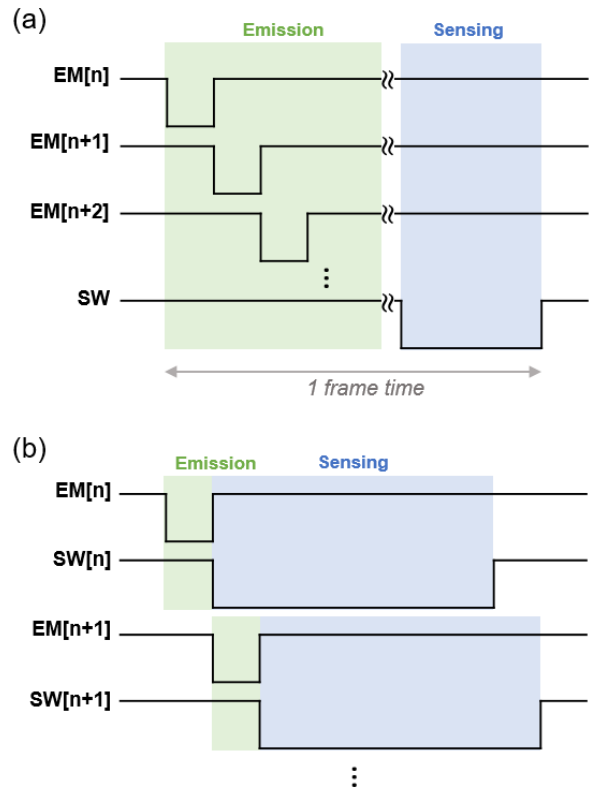 (a)
Emission Sensing
EM[n]
EM[n+1]
EM[n+2]
SW
1 frame time
(b)
Emission Sensing
EM[n]
SW[n]
EM[n+1]
SW[n+1]